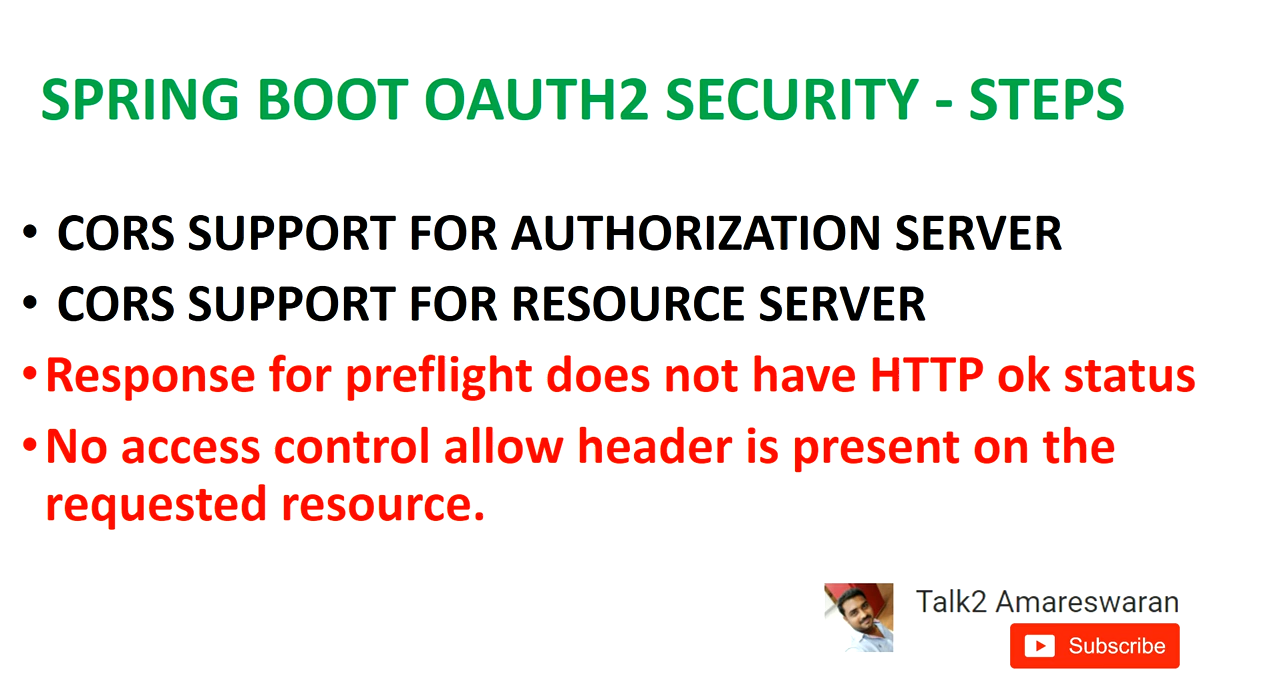 SPRING BOOT OAUTH2 SECURITY - STEPS
• CORS SUPPORT FOR AUTHORIZATION SERVER
• CORS SUPPORT FOR RESOURCE SERVER
• Response for preflight does not have HTTP ok status
• No access control allow header is present on the
requested resource.
Talk2 Amareswaran
Subscribe